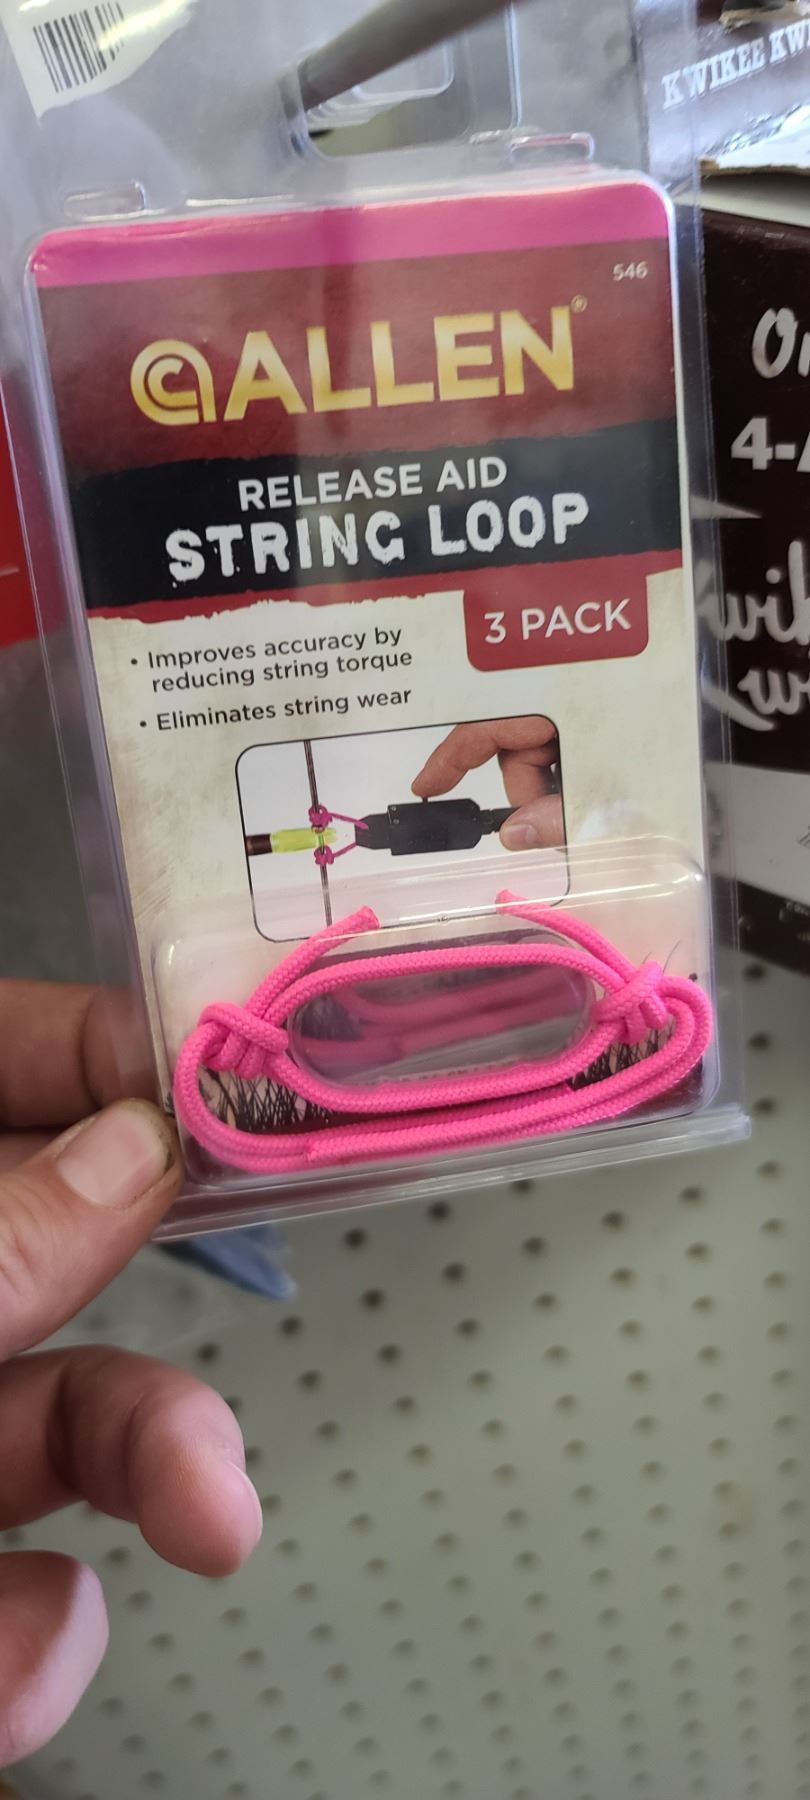 KWIKEE KW
546
ALLEN®
RELEASE AID
STRING LOOP
3 PACK
• Improves accuracy by
reducing string torque
• Eliminates string wear
4-